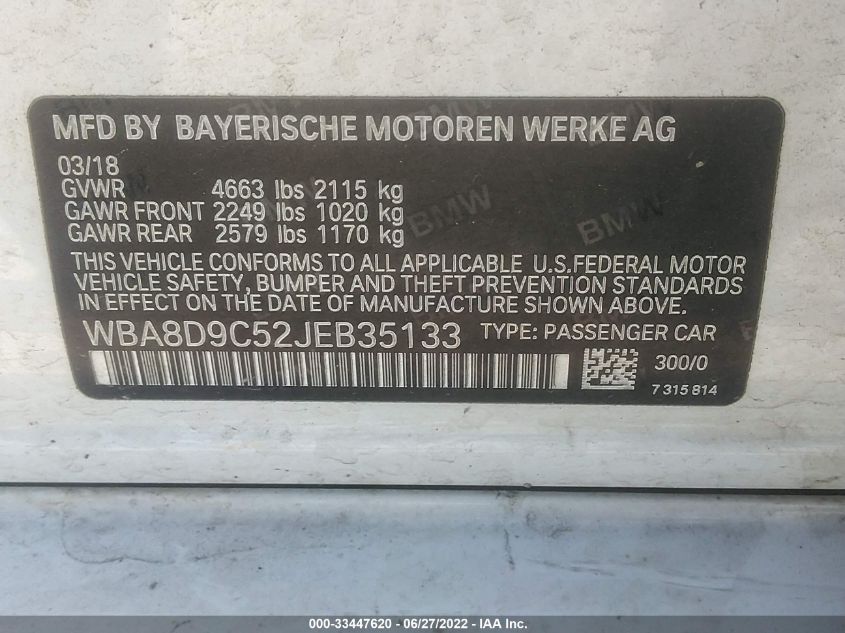 MFD BY BAYERISCHE MOTOREN WERKE AG
03/18
GVWR 4663 lbs 2115 kg
GAWR FRONT 2249 lbs 1020 kg
GAWR REAR 2579 lbs 1170 kg
THIS VEHICLE CONFORMS TO ALL APPLICABLE U.S.FEDERAL MOTOR
VEHICLE SAFETY, BUMPER AND THEFT PREVENTION STANDARDS
IN EFFECT ON THE DATE OF MANUFACTURE SHOWN ABOVE.
WBA8D9C52JEB35133 TYPE: PASSENGER CAR
300/0
7 315 814
BMW
BMW
000-33447620 - 06/27/2022 - © IAA, Inc.